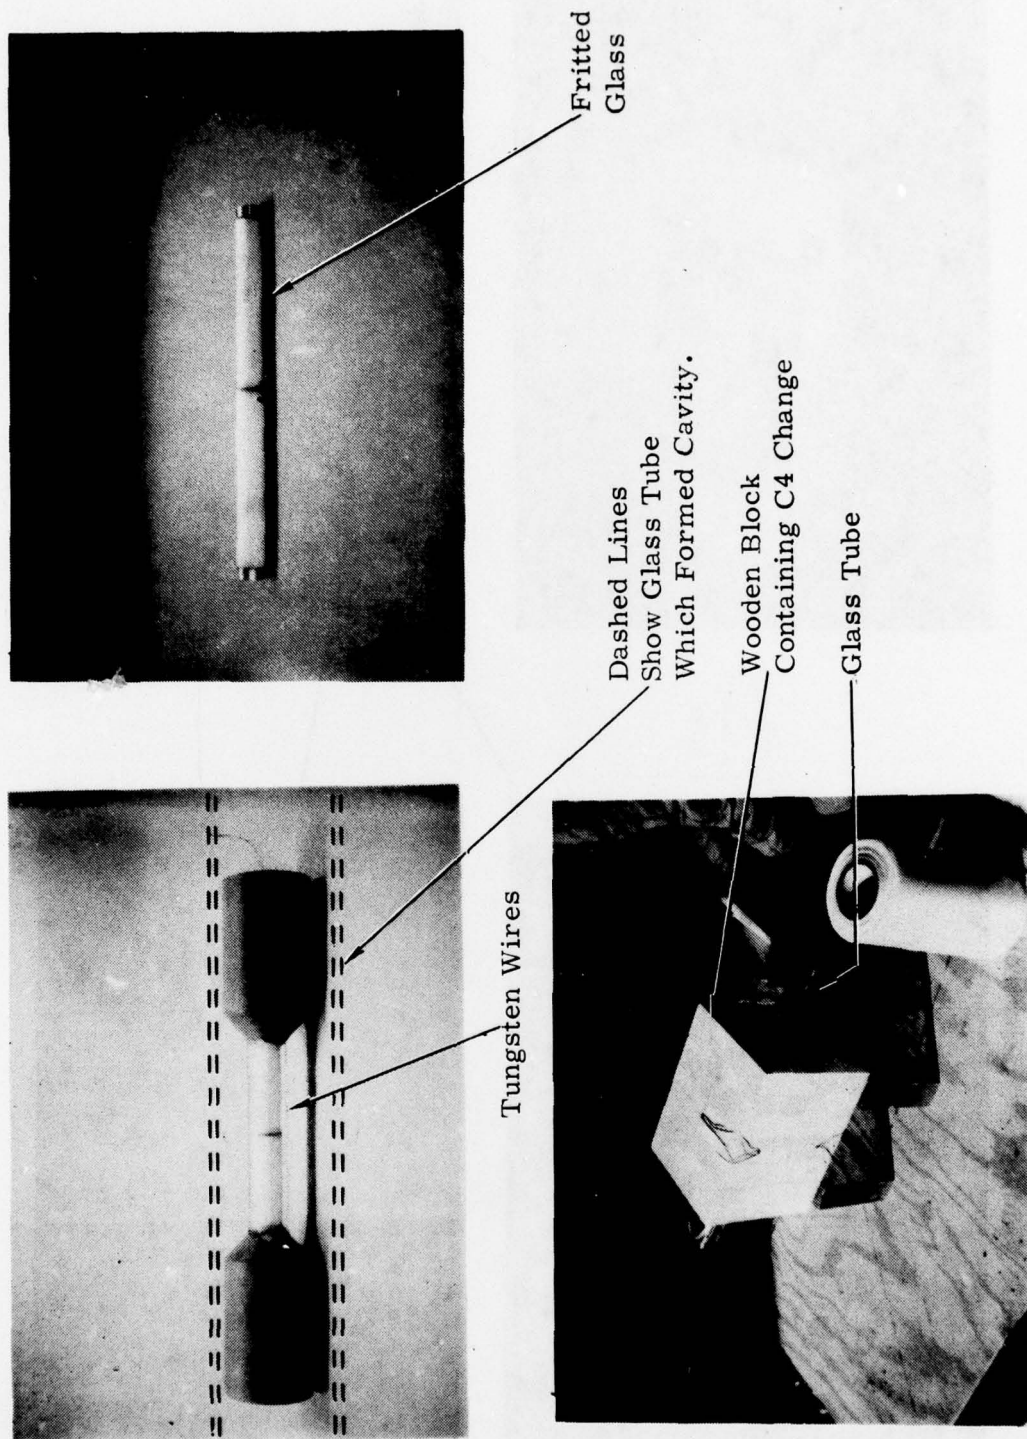 Fritted
Glass
Dashed Lines
Show Glass Tube
Which Formed Cavity.
Tungsten Wires
Wooden Block
Containing C4 Change
Glass Tube